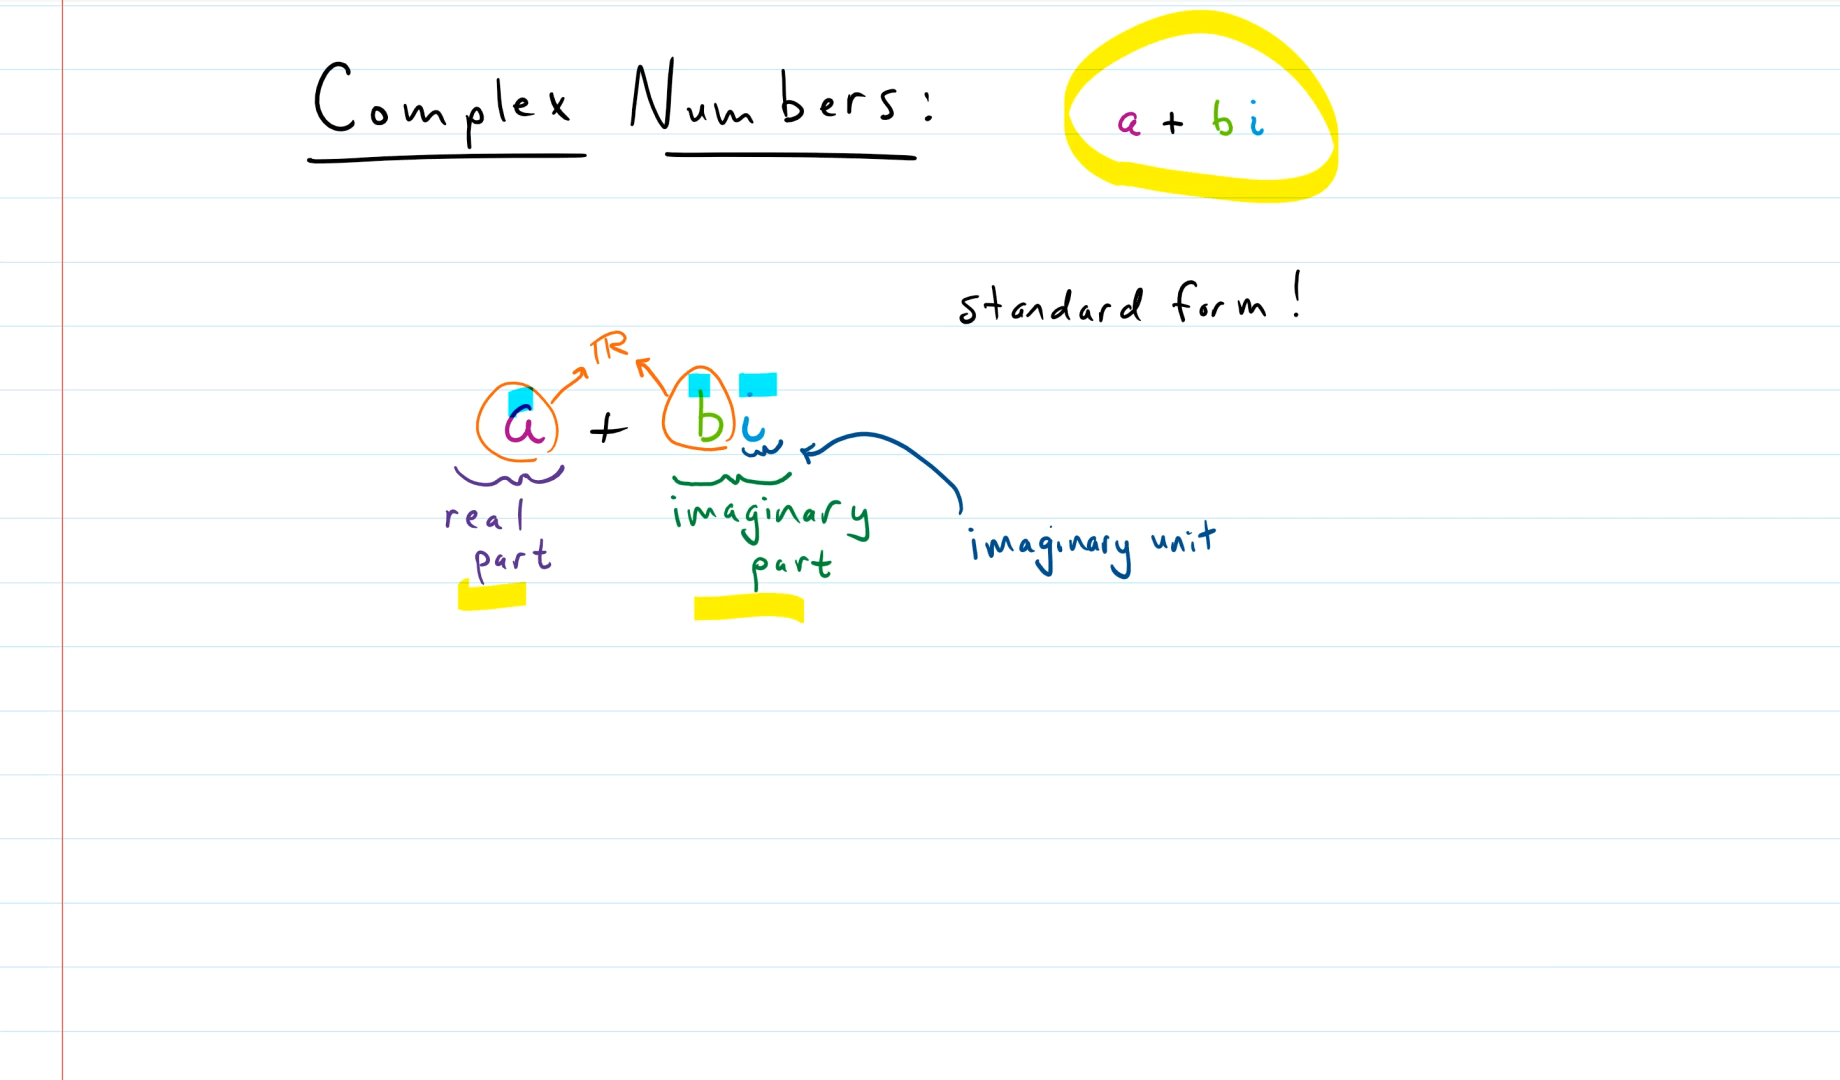 Complex Numbers: a + bi
standard form!
ℝ
a + bi
real part
imaginary part
imaginary unit